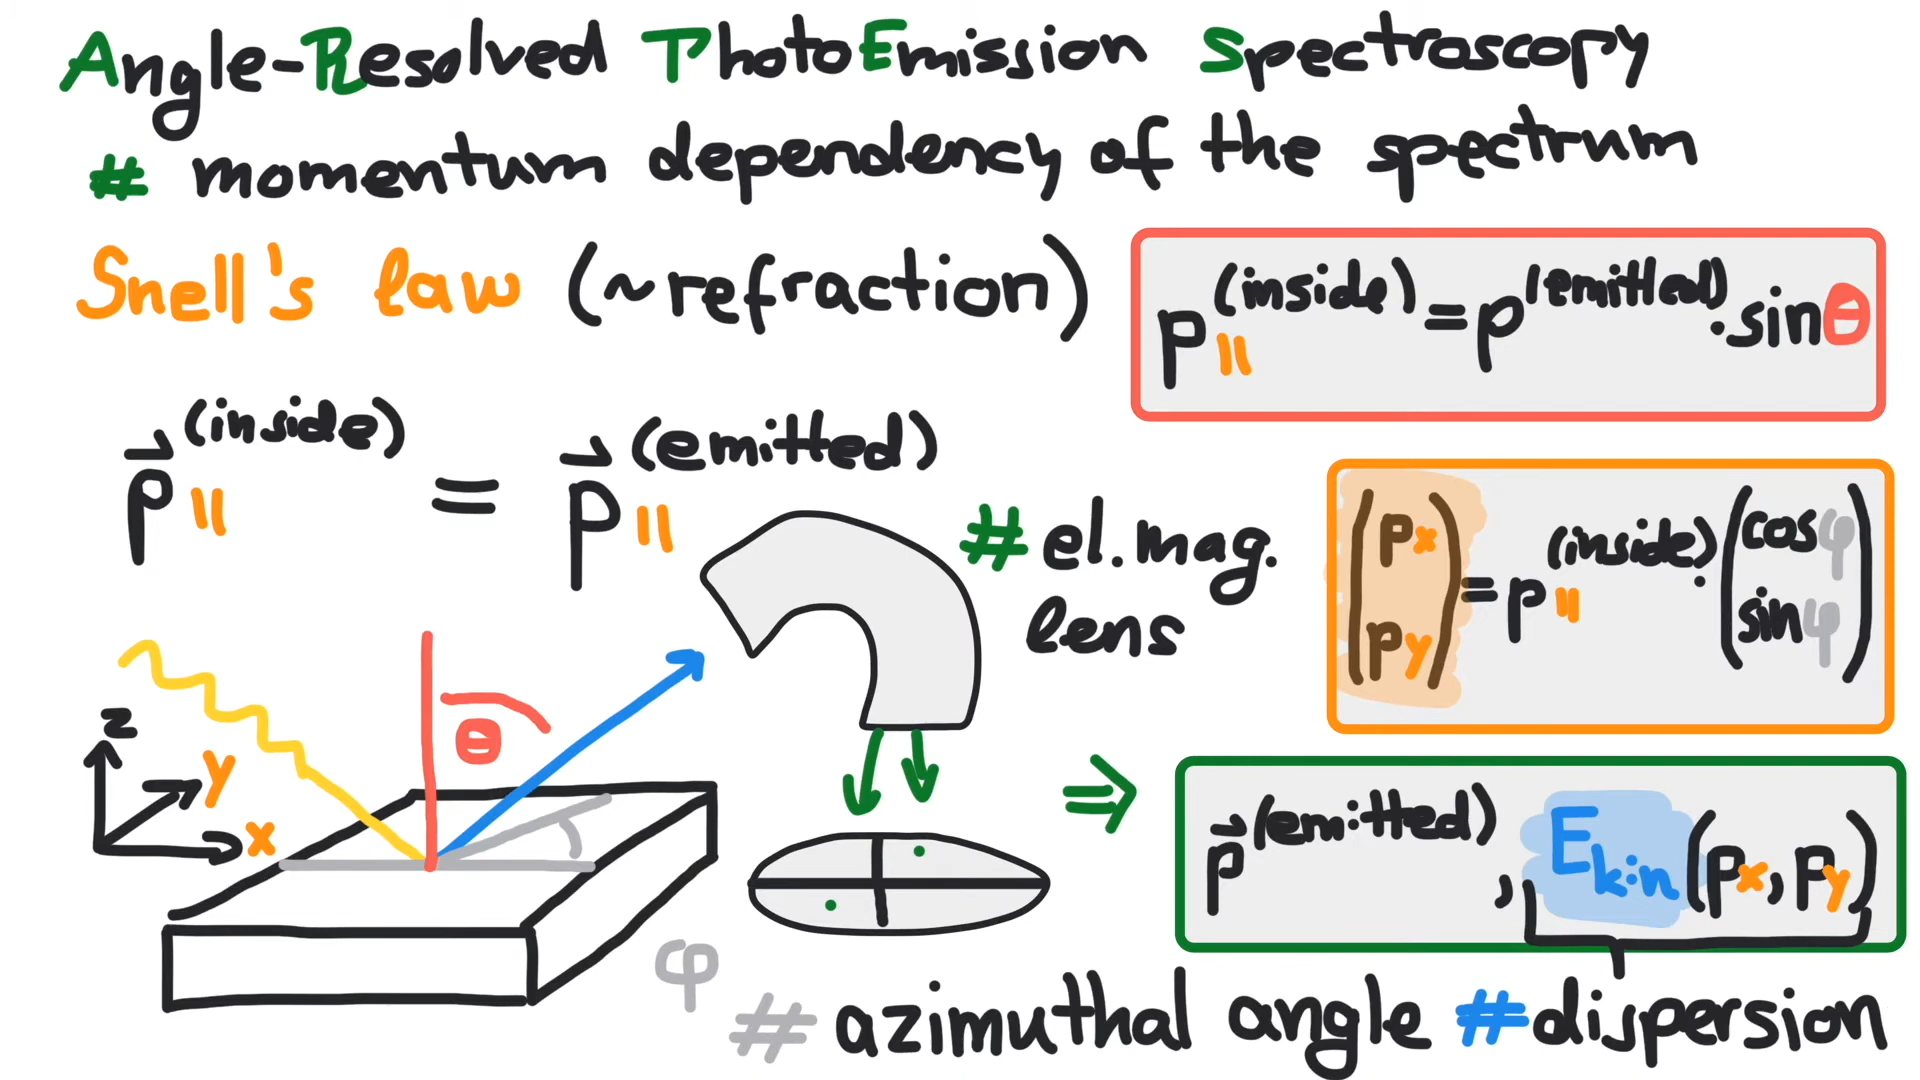 Angle-Resolved PhotoEmission Spectroscopy
# momentum dependency of the spectrum
Snell's law (~refraction)
p∥^(inside) = p^(emitted) · sin θ
p⃗∥^(inside) = p⃗∥^(emitted)
# el.mag.
lens
(px py) = p∥^(inside) · (cosφ sinφ)
z
y
x
θ
⇒
p⃗^(emitted), Ekin(px, py)
φ
# azimuthal angle
# dispersion